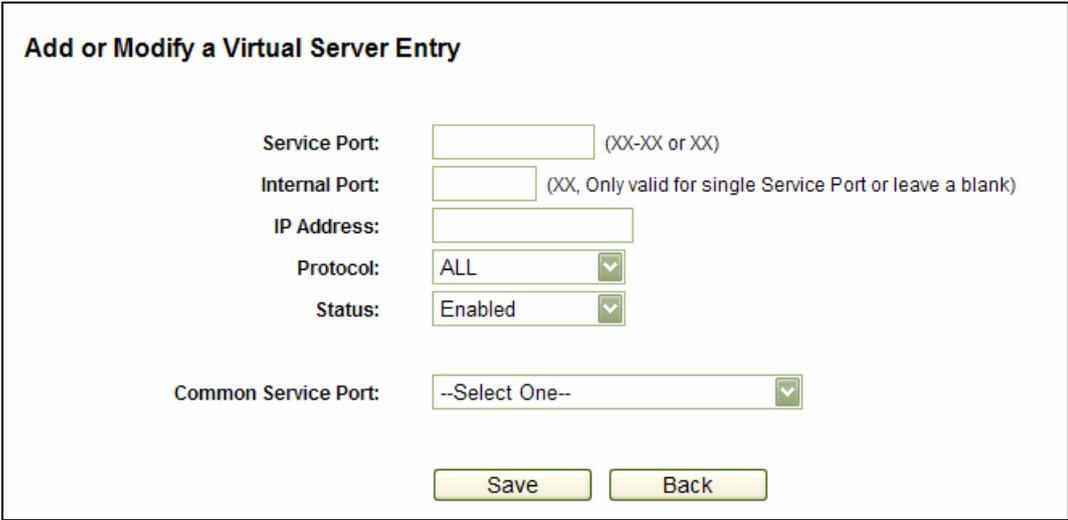 Add or Modify a Virtual Server Entry
Service Port: (XX-XX or XX)
Internal Port: (XX, Only valid for single Service Port or leave a blank)
IP Address:
Protocol: ALL
Status: Enabled
Common Service Port: --Select One--
Save Back